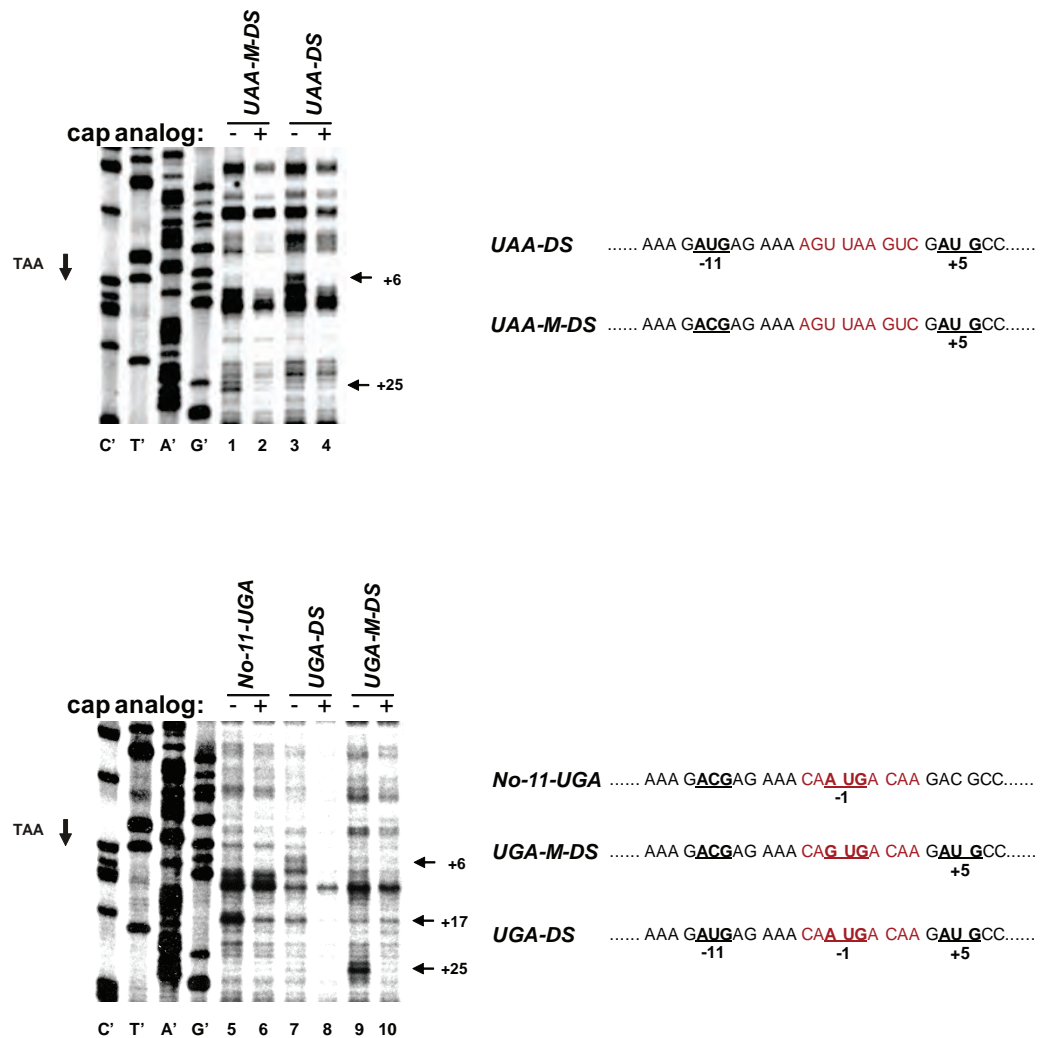 UAA-M-DS
UAA-DS
cap analog: - + - +
TAA
+6
+25
C’ T’ A’ G’ 1 2 3 4
UAA-DS ...... AAA GAUGAG AAA AGU UAA GUC GAU GCC......
-11 +5
UAA-M-DS ...... AAA GACGAG AAA AGU UAA GUC GAU GCC......
+5
No-11-UGA
UGA-DS
UGA-M-DS
cap analog: - + - + - +
TAA
+6
+17
+25
C’ T’ A’ G’ 5 6 7 8 9 10
No-11-UGA ...... AAA GACGAG AAA CAA UGA CAA GAC GCC......
-1
UGA-M-DS ...... AAA GACGAG AAA CAG UGA CAA GAU GCC......
+5
UGA-DS ...... AAA GAUGAG AAA CAA UGA CAA GAU GCC......
-11 -1 +5